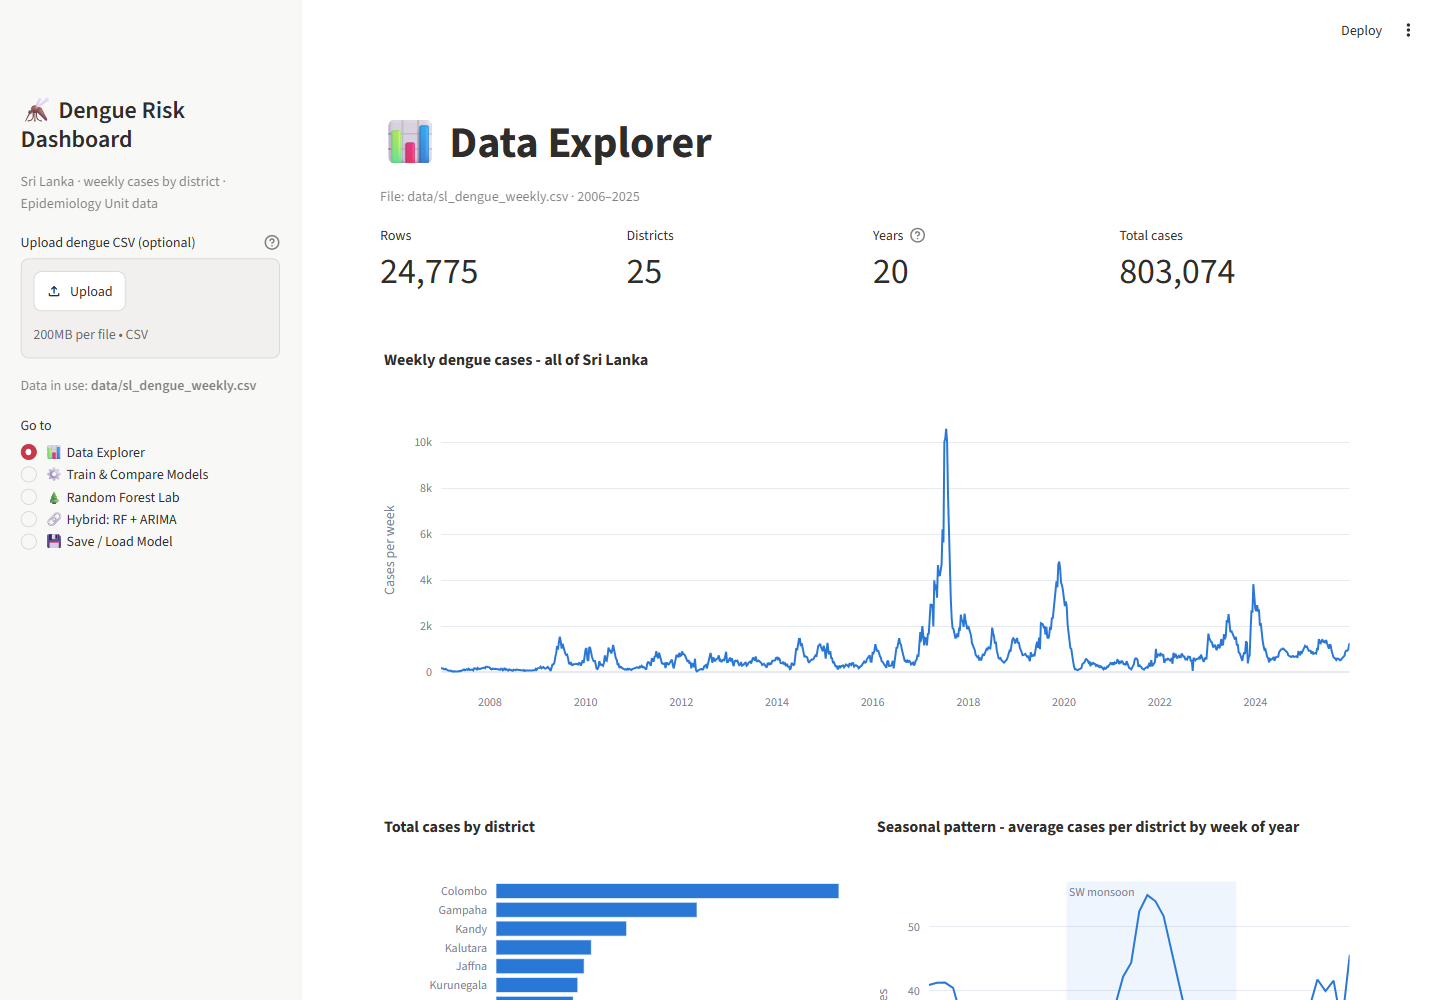 Deploy
Dengue Risk
Dashboard
Sri Lanka · weekly cases by district ·
Epidemiology Unit data
Upload dengue CSV (optional)
Upload
200MB per file • CSV
Data in use: data/sl_dengue_weekly.csv
Go to
Data Explorer
Train & Compare Models
Random Forest Lab
Hybrid: RF + ARIMA
Save / Load Model
Data Explorer
File: data/sl_dengue_weekly.csv · 2006–2025
Rows
24,775
Districts
25
Years
20
Total cases
803,074
Weekly dengue cases - all of Sri Lanka
Cases per week
10k
8k
6k
4k
2k
0
2008 2010 2012 2014 2016 2018 2020 2022 2024
Total cases by district
Colombo
Gampaha
Kandy
Kalutara
Jaffna
Kurunegala
Seasonal pattern - average cases per district by week of year
SW monsoon
50
40